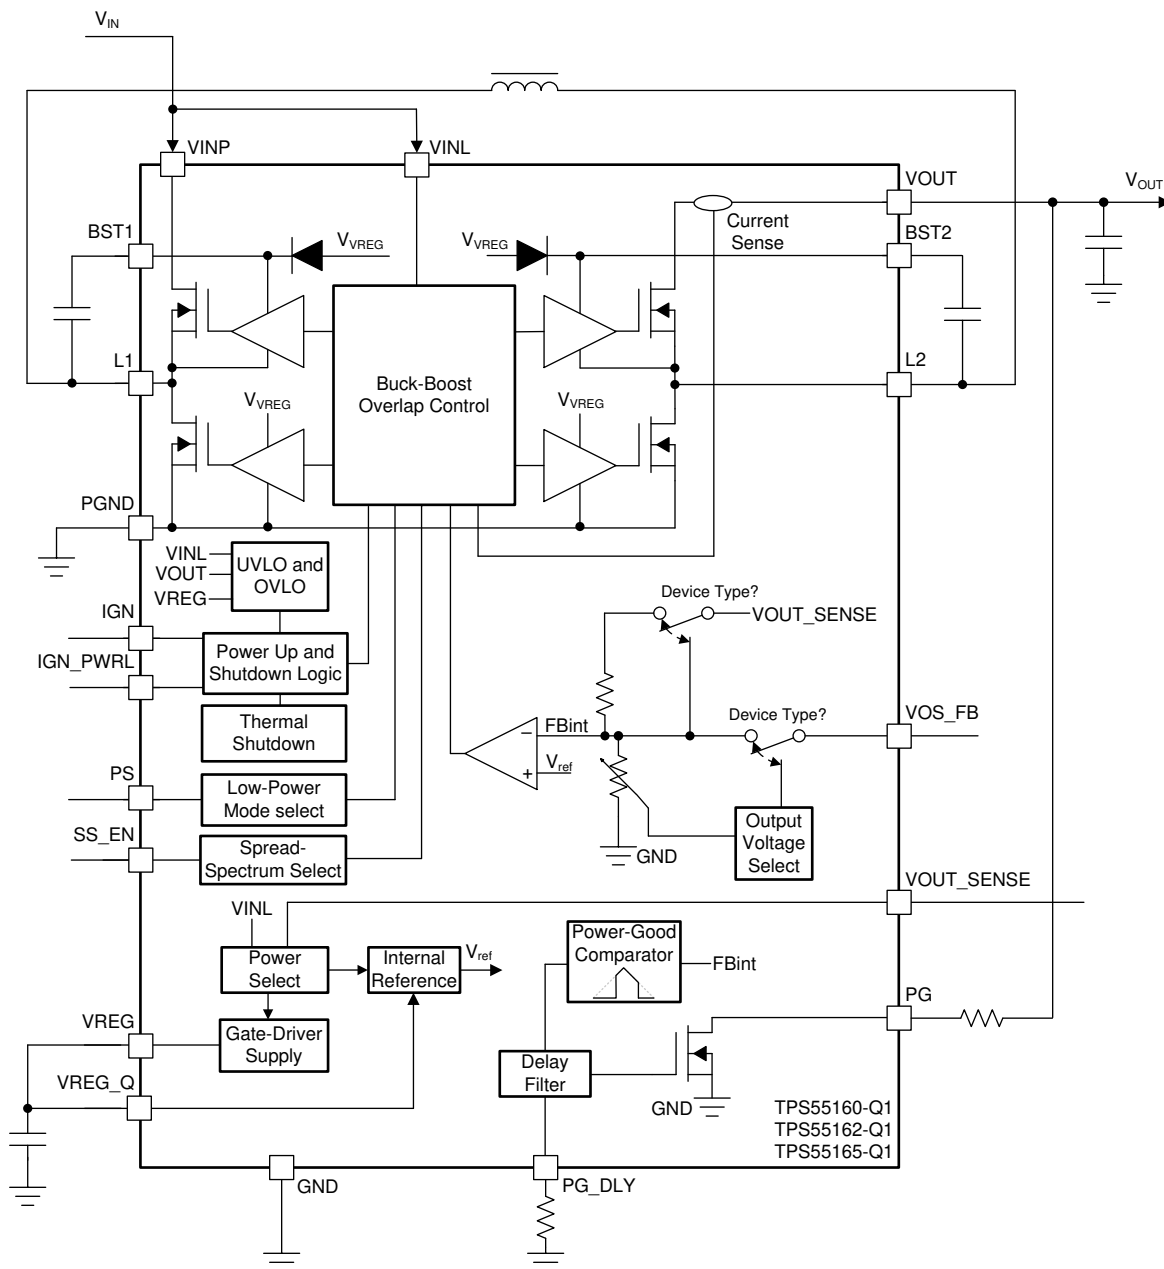 VIN
VINP
VINL
VOUT
VOUT
BST1
VVREG
VVREG
Current
Sense
BST2
L1
Buck-Boost
Overlap Control
L2
VVREG
VVREG
PGND
VINL
VOUT
VREG
UVLO and
OVLO
IGN
Device Type?
VOUT_SENSE
IGN_PWRL
Power Up and
Shutdown Logic
Thermal
Shutdown
FBint
Device Type?
VOS_FB
−
+
Vref
PS
Low-Power
Mode select
Output
Voltage
Select
SS_EN
Spread-
Spectrum Select
GND
VOUT_SENSE
VINL
Power
Select
Internal
Reference
Vref
Power-Good
Comparator
FBint
PG
VREG
Gate-Driver
Supply
Delay
Filter
VREG_Q
GND
TPS55160-Q1
TPS55162-Q1
TPS55165-Q1
GND
PG_DLY